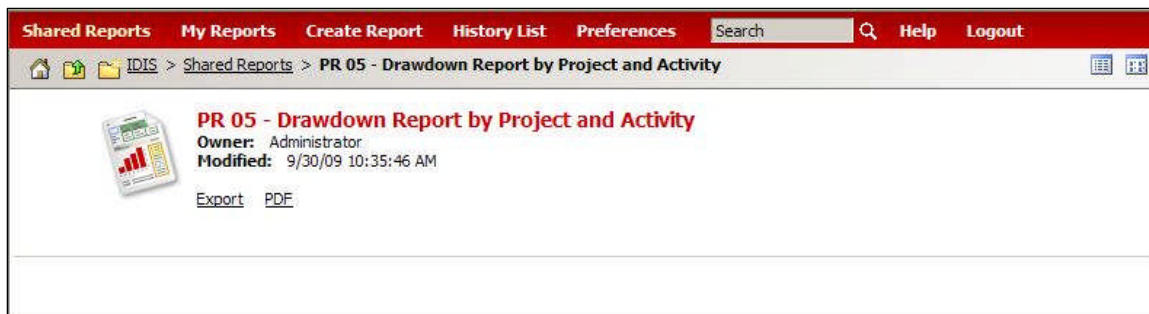 Shared Reports My Reports Create Report History List Preferences Search Help Logout
IDIS > Shared Reports > PR 05 - Drawdown Report by Project and Activity
PR 05 - Drawdown Report by Project and Activity
Owner: Administrator
Modified: 9/30/09 10:35:46 AM
Export PDF